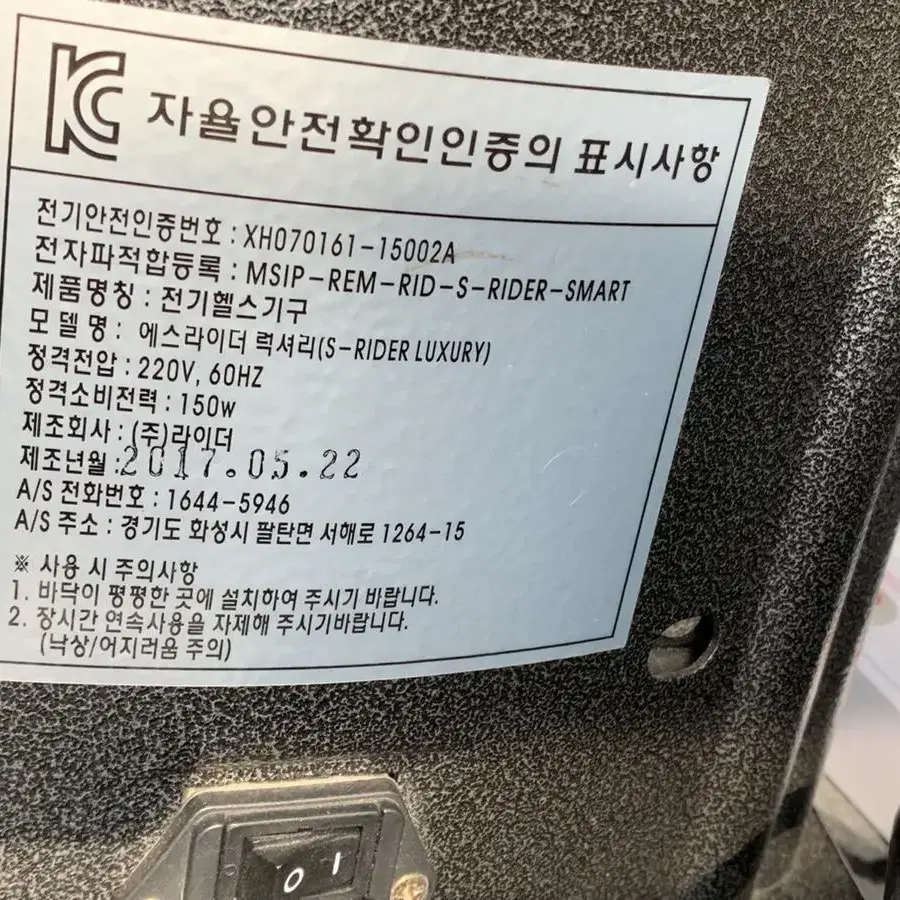 KC 자율안전확인인증의 표시사항
전기안전인증번호 : XH070161-15002A
전자파적합등록 : MSIP-REM-RID-S-RIDER-SMART
제품명칭 : 전기헬스기구
모델명 : 에스라이더 럭셔리(S-RIDER LUXURY)
정격전압 : 220V, 60HZ
정격소비전력 : 150w
제조회사 : (주)라이더
제조년월 : 2017.05.22
A/S 전화번호 : 1644-5946
A/S 주소 : 경기도 화성시 팔탄면 서해로 1264-15
※ 사용 시 주의사항
1. 바닥이 평평한 곳에 설치하여 주시기 바랍니다.
2. 장시간 연속사용을 자제해 주시기바랍니다.
(낙상/어지러움 주의)
O I